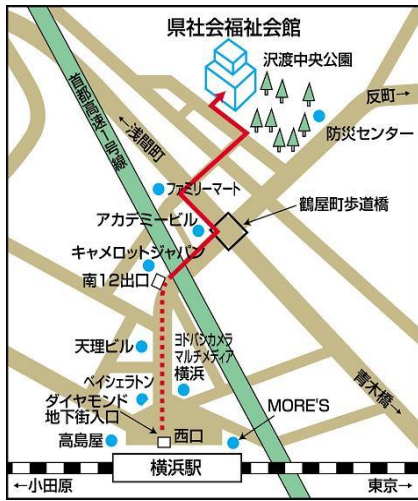 県社会福祉会館
沢渡中央公園
反町→
首都高速1号線
←浅間町
防災センター
ファミリーマート
鶴屋町歩道橋
アカデミービル
キャメロットジャパン
南12出口
天理ビル
ヨドバシカメラ
マルチメディア
横浜
ベイシェラトン
ダイヤモンド
地下街入口
青木橋→
MORE'S
高島屋
西口
横浜駅
←小田原
東京→